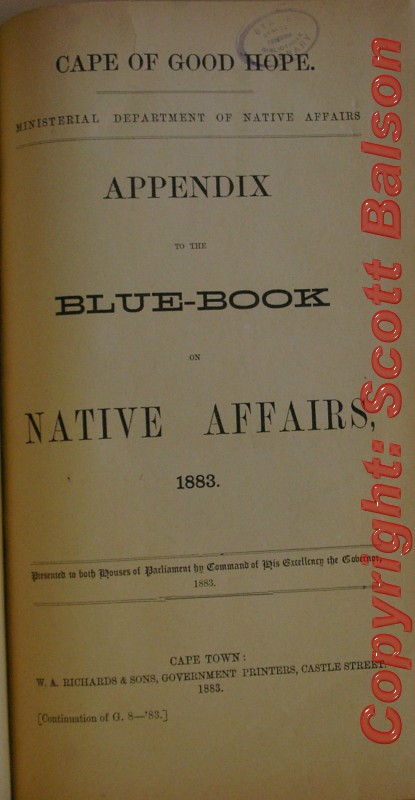 CAPE OF GOOD HOPE.
MINISTERIAL DEPARTMENT OF NATIVE AFFAIRS
APPENDIX
TO THE
BLUE-BOOK
ON
NATIVE AFFAIRS,
1883.
Presented to both Houses of Parliament by Command of His Excellency the Governor,
1883.
CAPE TOWN:
W. A. RICHARDS & SONS, GOVERNMENT PRINTERS, CASTLE STREET.
1883.
[Continuation of G. 8—'83.]
Copyright: Scott Balson